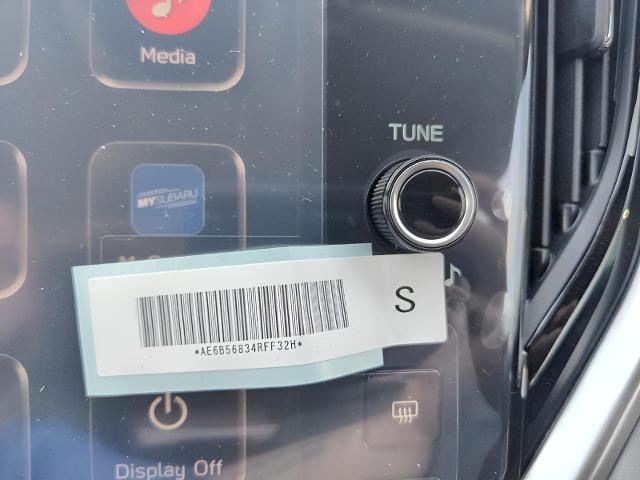 Media
TUNE
MYSUBARU
S
*AE6B56834RFF32H*
Display Off